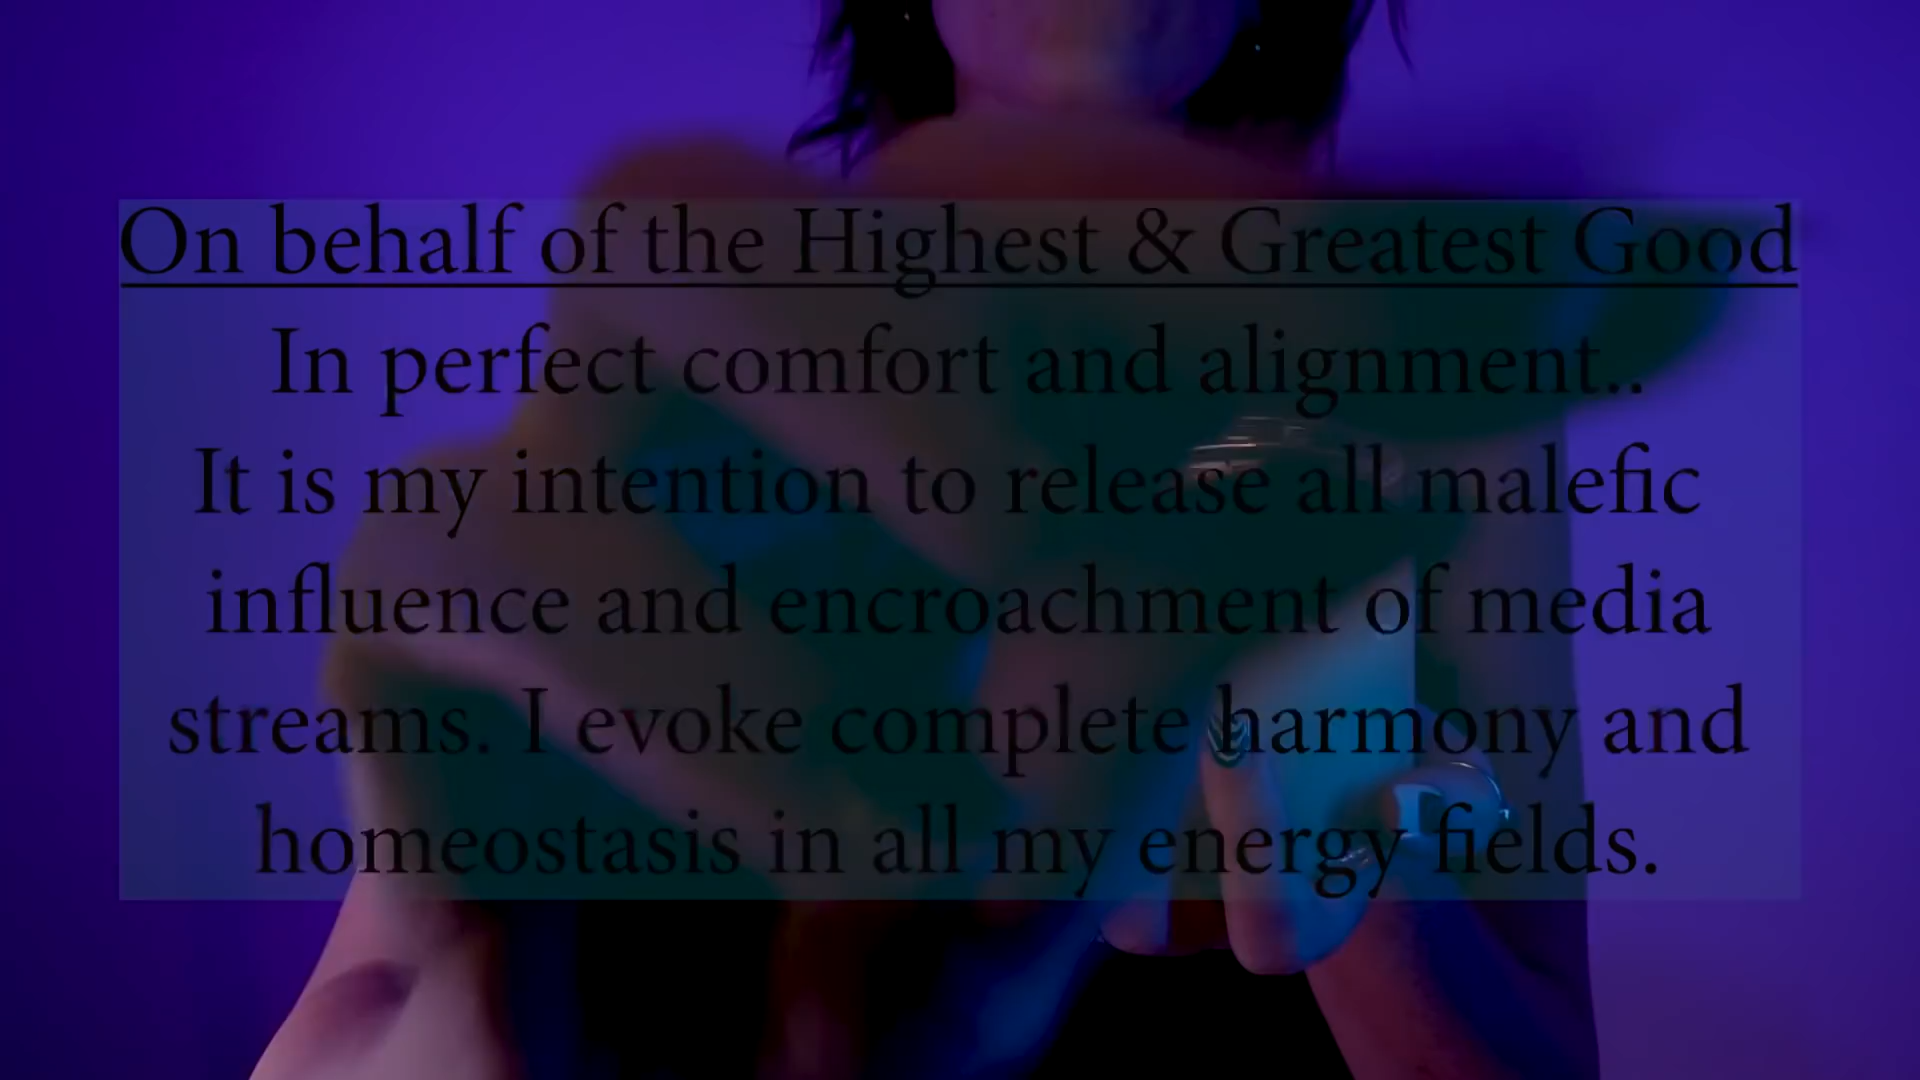 On behalf of the Highest & Greatest Good
In perfect comfort and alignment..
It is my intention to release all malefic
influence and encroachment of media
streams. I evoke complete harmony and
homeostasis in all my energy fields.